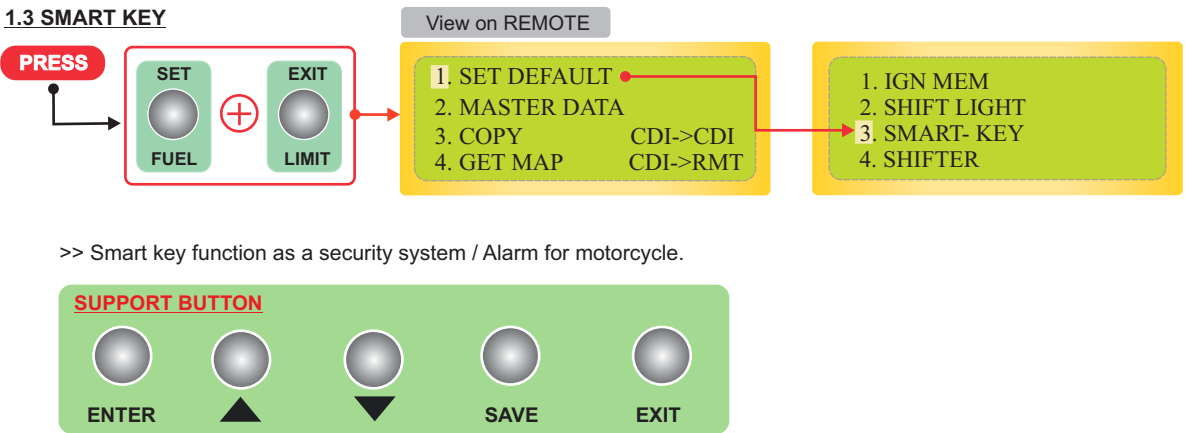 1.3 SMART KEY
View on REMOTE
PRESS
SET
FUEL
EXIT
LIMIT
1. SET DEFAULT
2. MASTER DATA
3. COPY CDI->CDI
4. GET MAP CDI->RMT
1. IGN MEM
2. SHIFT LIGHT
3. SMART- KEY
4. SHIFTER
>> Smart key function as a security system / Alarm for motorcycle.
SUPPORT BUTTON
ENTER
SAVE
EXIT